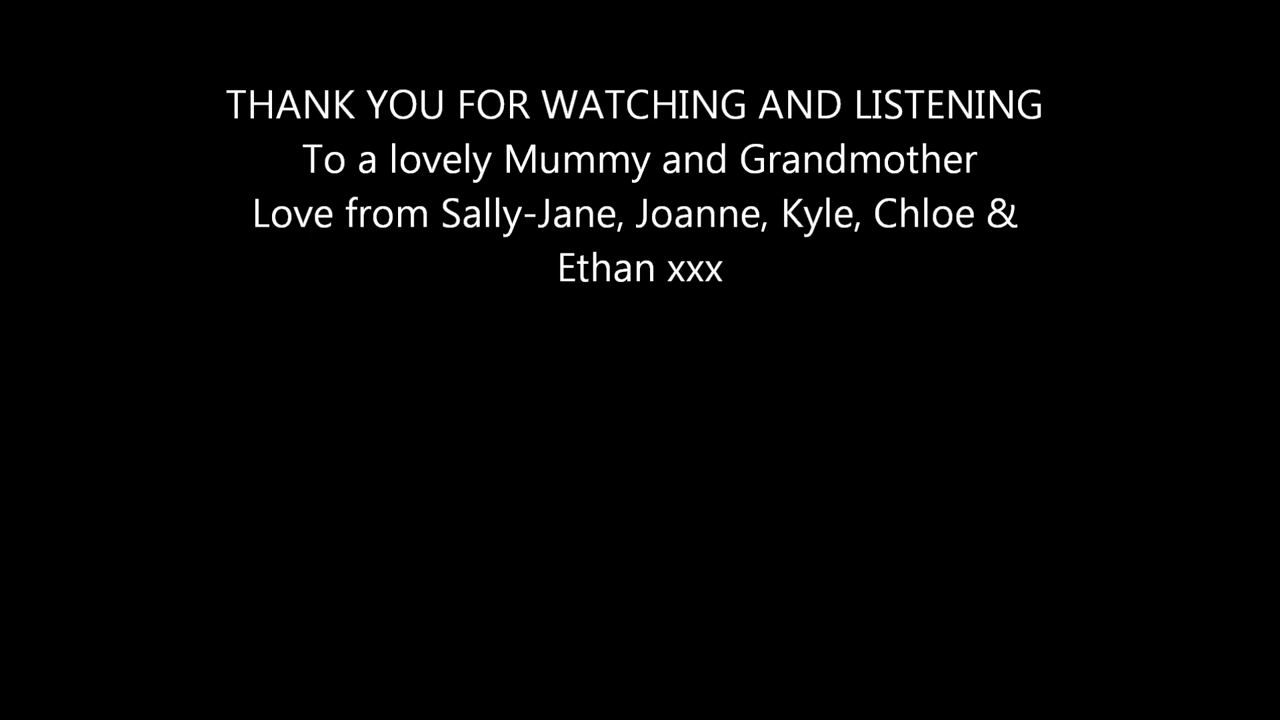 THANK YOU FOR WATCHING AND LISTENING
To a lovely Mummy and Grandmother
Love from Sally-Jane, Joanne, Kyle, Chloe &
Ethan xxx